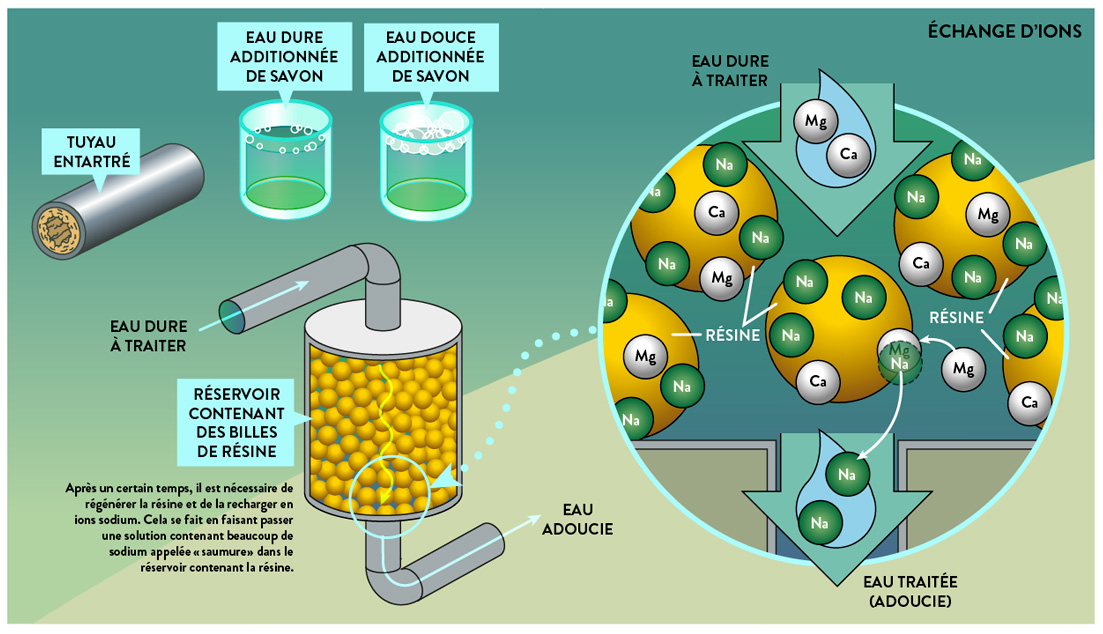 ÉCHANGE D'IONS
EAU DURE
ADDITIONNÉE
DE SAVON
EAU DOUCE
ADDITIONNÉE
DE SAVON
TUYAU
ENTARTRÉ
EAU DURE
À TRAITER
RÉSERVOIR
CONTENANT
DES BILLES
DE RÉSINE
Après un certain temps, il est nécessaire de
régénérer la résine et de la recharger en
ions sodium. Cela se fait en faisant passer
une solution contenant beaucoup de
sodium appelée « saumure» dans le
réservoir contenant la résine.
EAU
ADOUCIE
EAU DURE
À TRAITER
Mg
Ca
Na
Na
Ca
Na
Na
Mg
Na
Mg
Na
Ca
Na
Na
Na
Na
Ca
Mg
Na
Mg
RÉSINE
RÉSINE
Na
Mg
Na
Na
Na
Na
Ca
Na
Na
EAU TRAITÉE
(ADOUCIE)